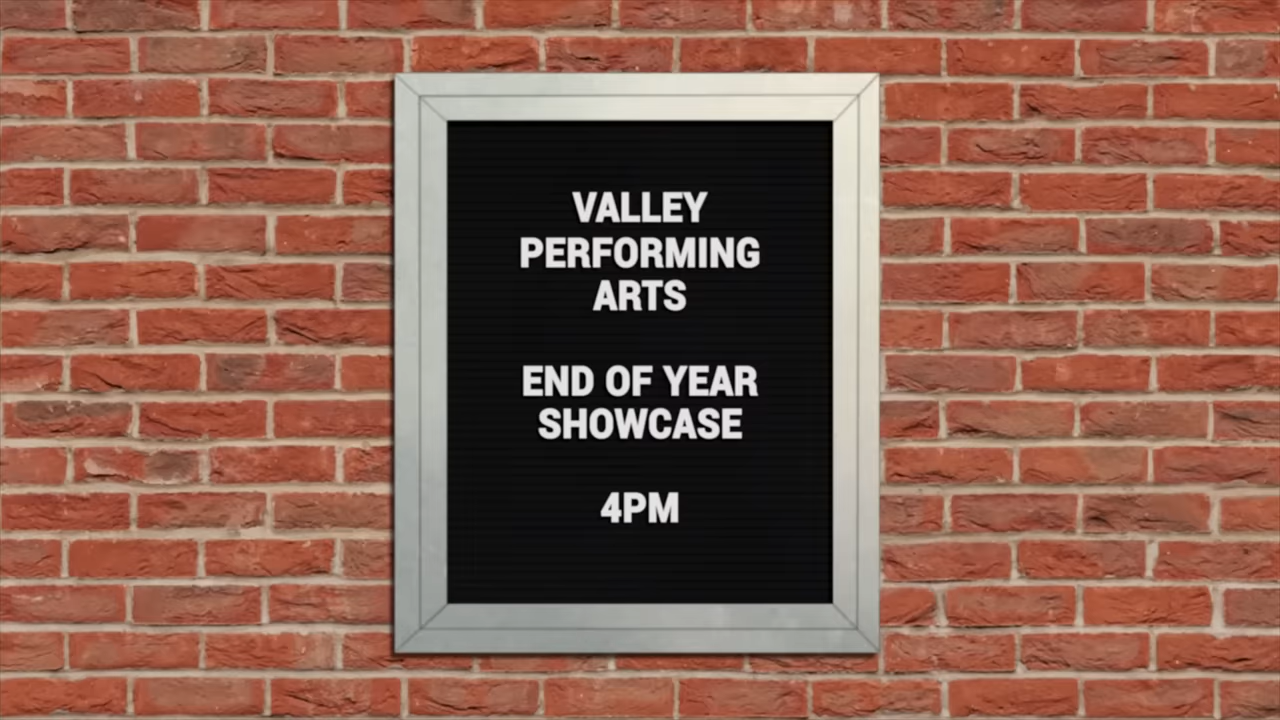 VALLEY
PERFORMING
ARTS
END OF YEAR
SHOWCASE
4PM